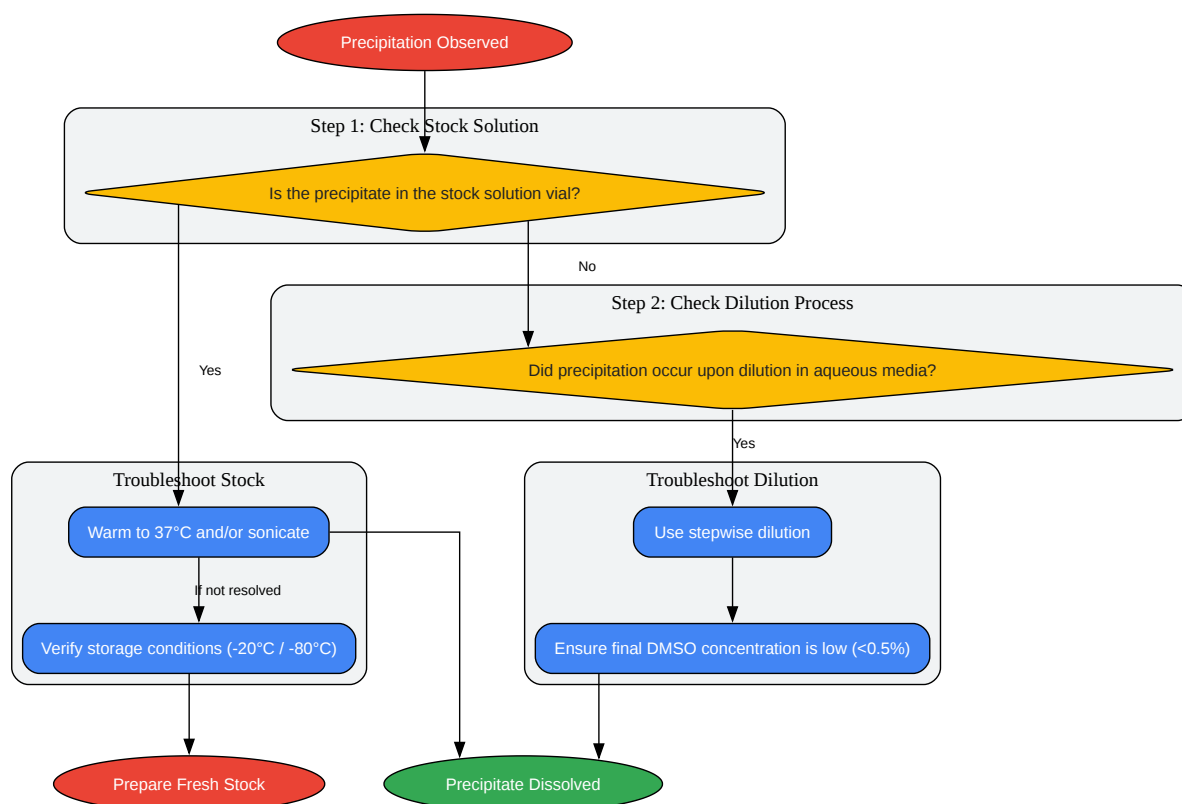 Precipitation Observed
Step 1: Check Stock Solution
Is the precipitate in the stock solution vial?
No
Step 2: Check Dilution Process
Did precipitation occur upon dilution in aqueous media?
Yes
Yes
Troubleshoot Stock
Warm to 37°C and/or sonicate
If not resolved
Verify storage conditions (-20°C / -80°C)
Troubleshoot Dilution
Use stepwise dilution
Ensure final DMSO concentration is low (<0.5%)
Prepare Fresh Stock
Precipitate Dissolved